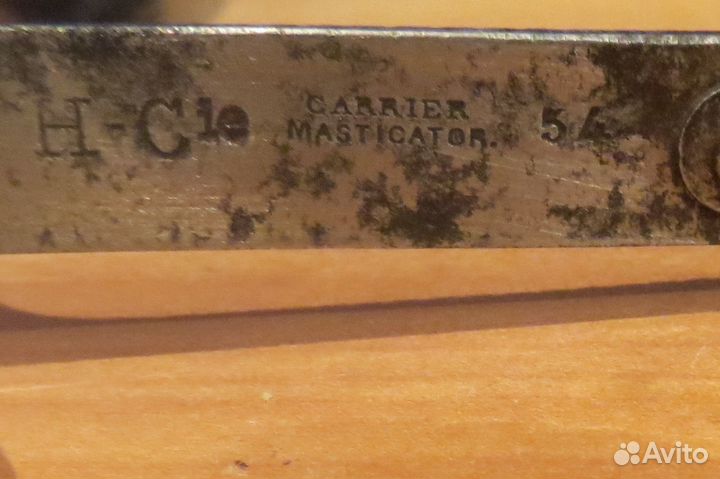 H-Cie
CARRIER
MASTICATOR.
54
Avito